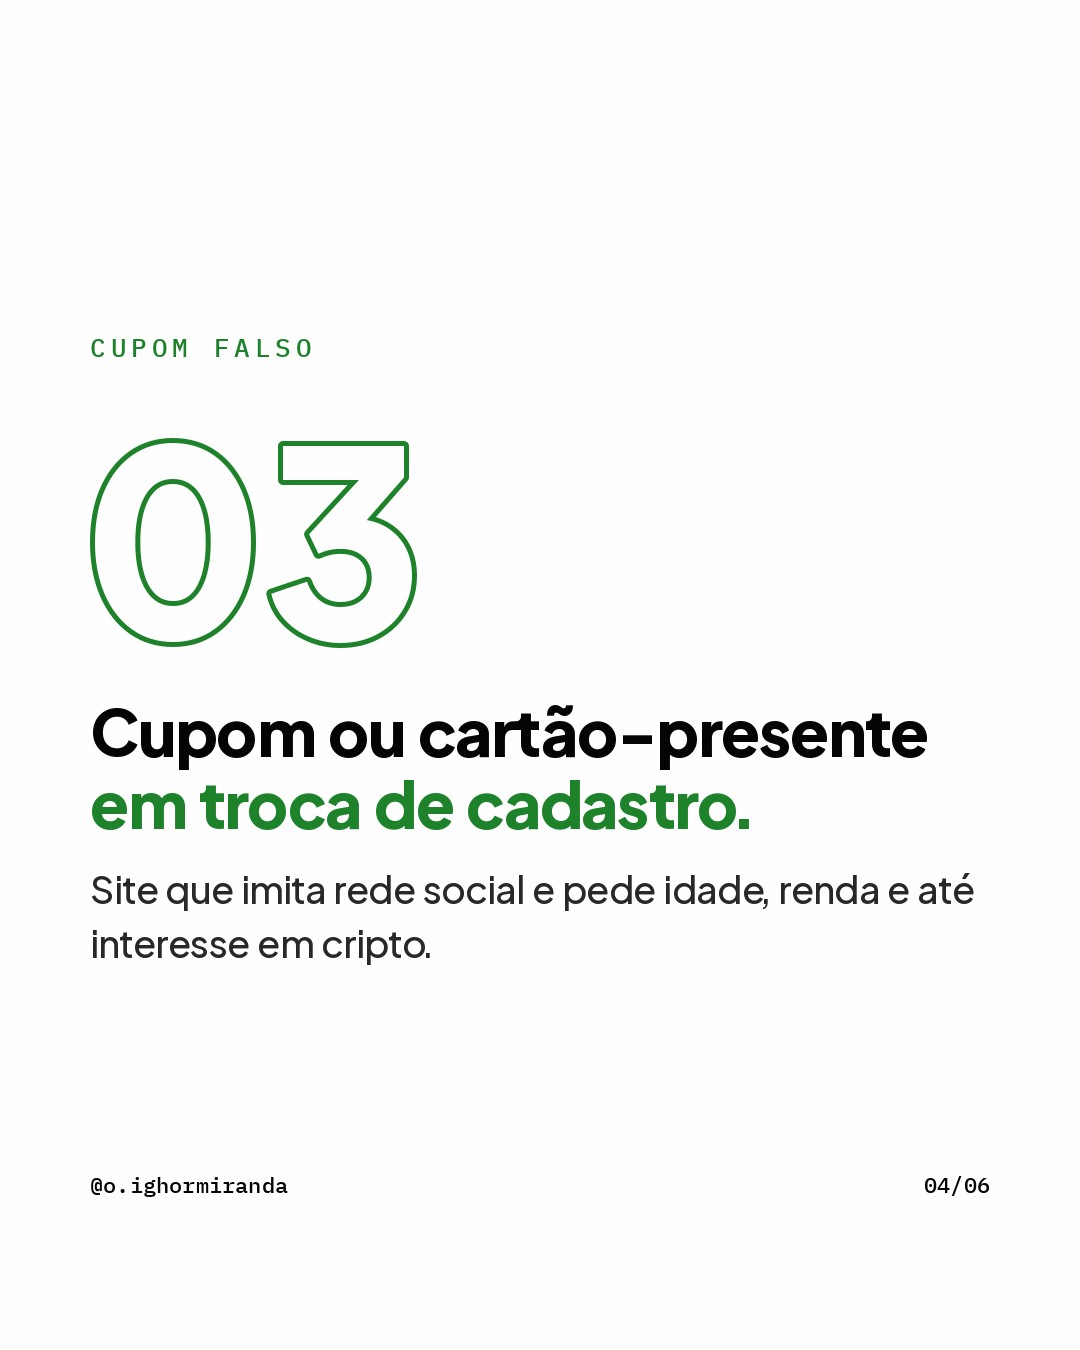 CUPOM FALSO
03
Cupom ou cartão-presente
em troca de cadastro.
Site que imita rede social e pede idade, renda e até
interesse em cripto.
@o.ighormiranda
04/06